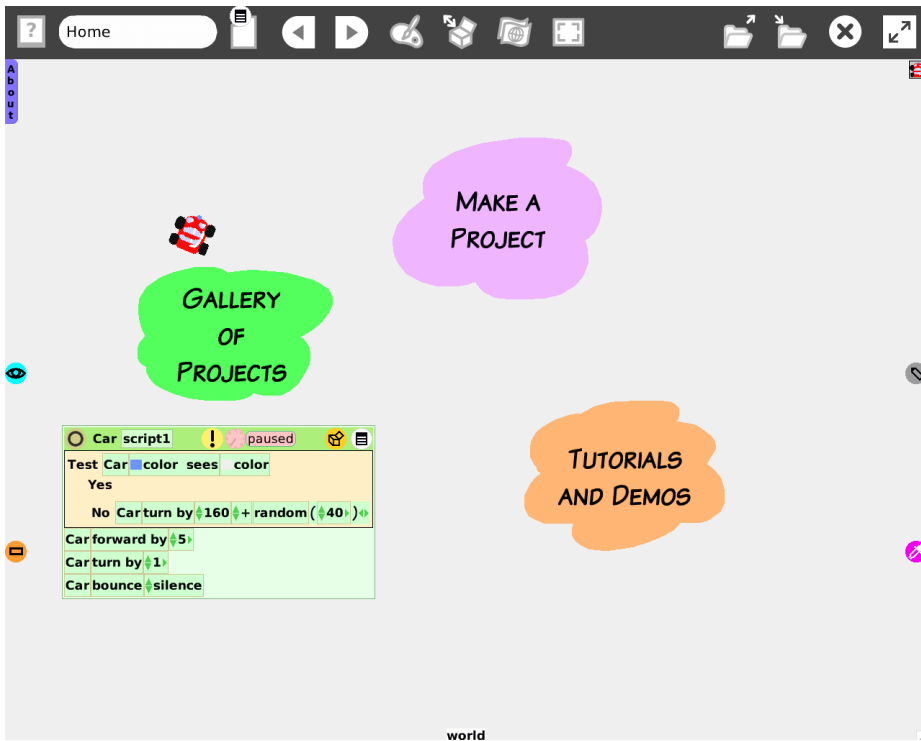 ?
Home
About
MAKE A
PROJECT
GALLERY
OF
PROJECTS
Car script1 ! paused
Test Car color sees color
Yes
No Car turn by 160 + random ( 40 )
Car forward by 5
Car turn by 1
Car bounce silence
TUTORIALS
AND DEMOS
world